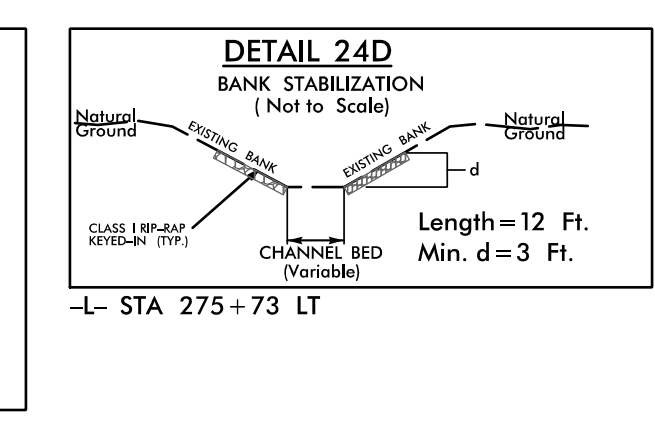 DETAIL 24D
BANK STABILIZATION
( Not to Scale)
Natural
Ground
EXISTING BANK
EXISTING BANK
Natural
Ground
d
CLASS I RIP-RAP
KEYED-IN (TYP.)
CHANNEL BED
(Variable)
Length = 12 Ft.
Min. d = 3 Ft.
-L- STA 275+73 LT